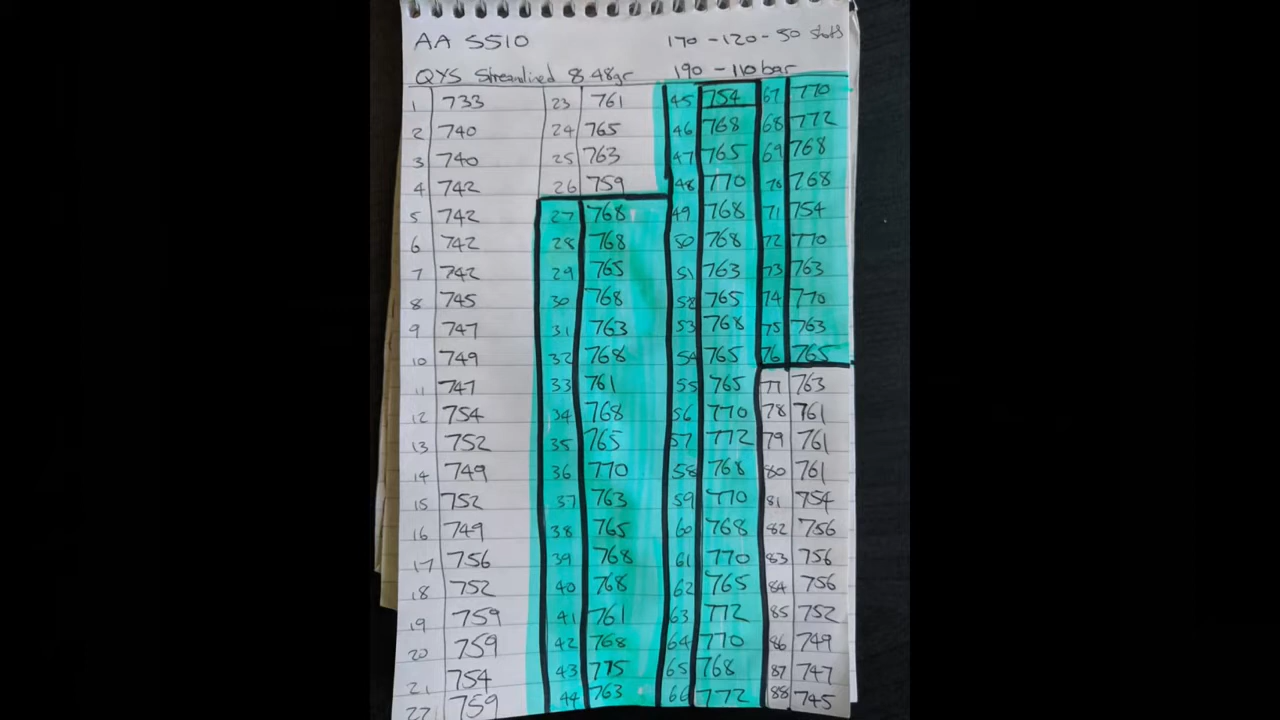 AA S510 170 - 120 - 50 shots
QYS Streamlined 8.48gr 190 - 110 bar
1 733 23 761 45 754 67 770
2 740 24 765 46 768 68 772
3 740 25 763 47 765 69 768
4 742 26 759 48 770 70 768
5 742 27 768 49 768 71 754
6 742 28 768 50 768 72 770
7 742 29 765 51 763 73 763
8 745 30 768 52 765 74 770
9 747 31 763 53 768 75 763
10 749 32 768 54 765 76 765
11 747 33 761 55 765 77 763
12 754 34 768 56 770 78 761
13 752 35 765 57 772 79 761
14 749 36 770 58 768 80 761
15 752 37 763 59 770 81 754
16 749 38 765 60 768 82 756
17 756 39 768 61 770 83 756
18 752 40 768 62 765 84 756
19 759 41 761 63 772 85 752
20 759 42 768 64 770 86 749
21 754 43 775 65 768 87 747
22 759 44 763 66 772 88 745